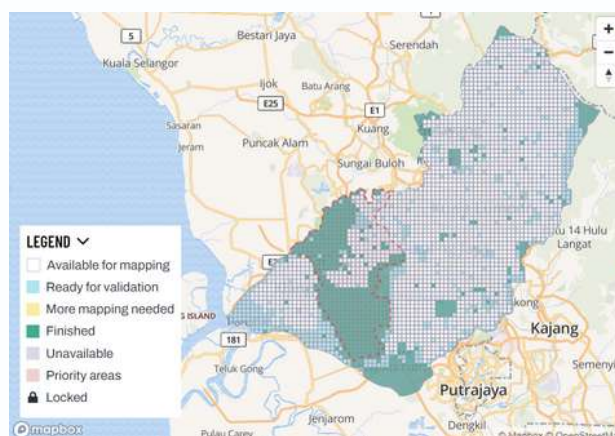 5
Bestari Jaya
Serendah
Kuala Selangor
Ijok
Batu Arang
E25
E1
Kuang
Sasaran
Jeram
Puncak Alam
Sungai Buloh
LEGEND
Available for mapping
Ready for validation
More mapping needed
Finished
Unavailable
Priority areas
Locked
14 Hulu
Langat
ISLAND
181
Teluk Gong
Kajang
Semenyi
Putrajaya
Jenjarom
Dengkil
Pulau Carey
mapbox
+
−